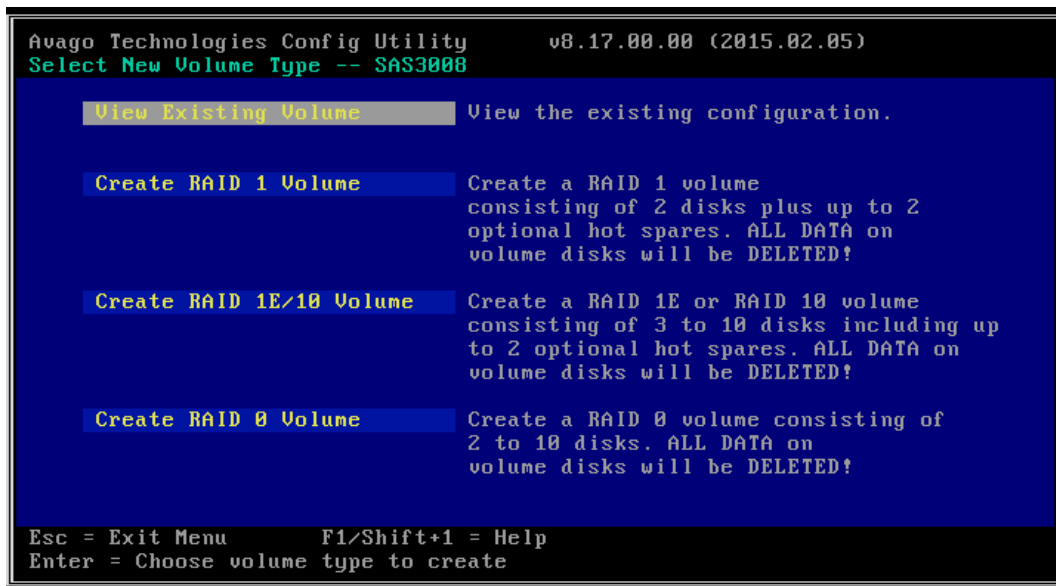 Avago Technologies Config Utility v8.17.00.00 (2015.02.05)
Select New Volume Type -- SAS3008
View Existing Volume View the existing configuration.
Create RAID 1 Volume Create a RAID 1 volume
consisting of 2 disks plus up to 2
optional hot spares. ALL DATA on
volume disks will be DELETED!
Create RAID 1E/10 Volume Create a RAID 1E or RAID 10 volume
consisting of 3 to 10 disks including up
to 2 optional hot spares. ALL DATA on
volume disks will be DELETED!
Create RAID 0 Volume Create a RAID 0 volume consisting of
2 to 10 disks. ALL DATA on
volume disks will be DELETED!
Esc = Exit Menu F1/Shift+1 = Help
Enter = Choose volume type to create